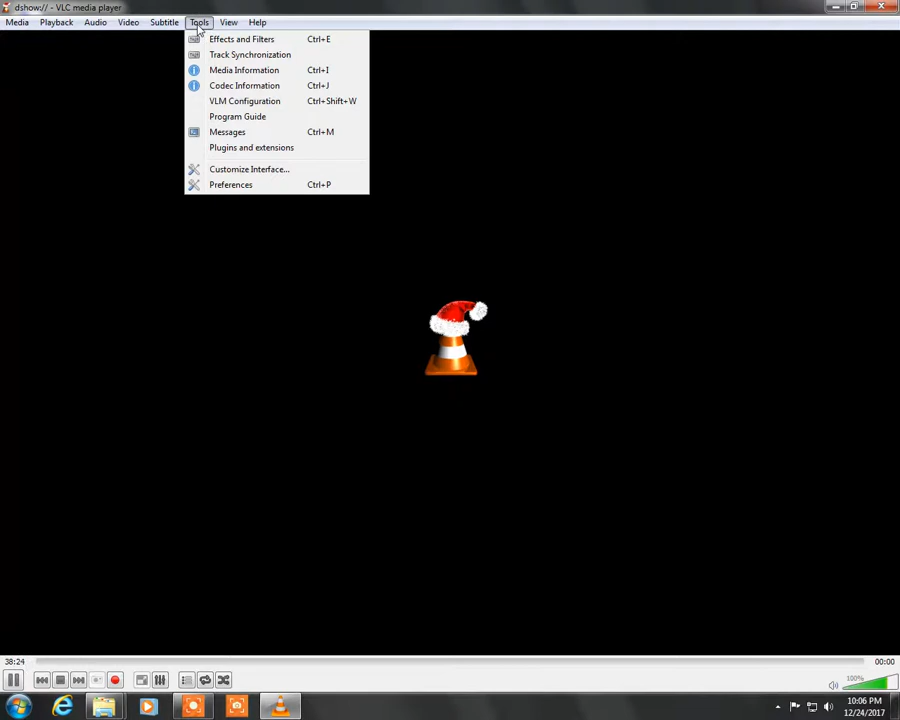 dshow:// - VLC media player
Media Playback Audio Video Subtitle Tools View Help
Effects and Filters Ctrl+E
Track Synchronization
Media Information Ctrl+I
Codec Information Ctrl+J
VLM Configuration Ctrl+Shift+W
Program Guide
Messages Ctrl+M
Plugins and extensions
Customize Interface...
Preferences Ctrl+P
38:24 00:00
100%
10:06 PM
12/24/2017